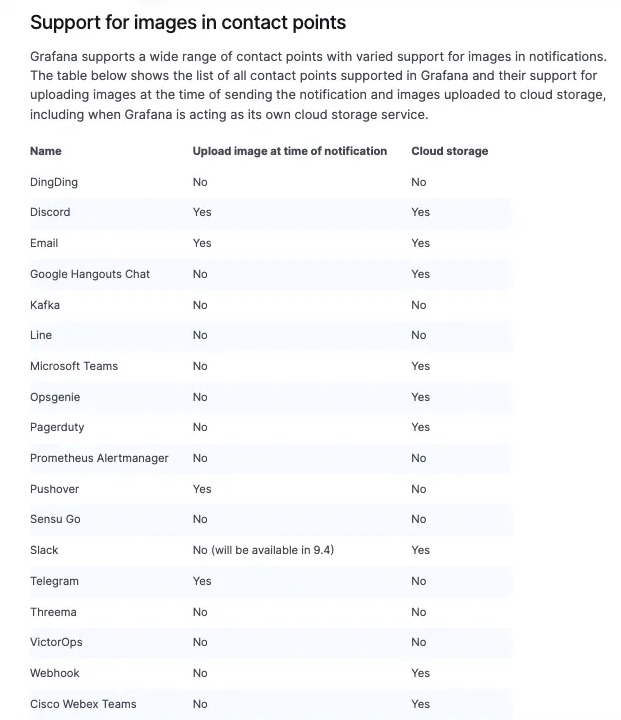 Support for images in contact points
Grafana supports a wide range of contact points with varied support for images in notifications.
The table below shows the list of all contact points supported in Grafana and their support for
uploading images at the time of sending the notification and images uploaded to cloud storage,
including when Grafana is acting as its own cloud storage service.
Name Upload image at time of notification Cloud storage
DingDing No No
Discord Yes Yes
Email Yes Yes
Google Hangouts Chat No Yes
Kafka No No
Line No No
Microsoft Teams No Yes
Opsgenie No Yes
Pagerduty No Yes
Prometheus Alertmanager No No
Pushover Yes No
Sensu Go No No
Slack No (will be available in 9.4) Yes
Telegram Yes No
Threema No No
VictorOps No No
Webhook No Yes
Cisco Webex Teams No Yes